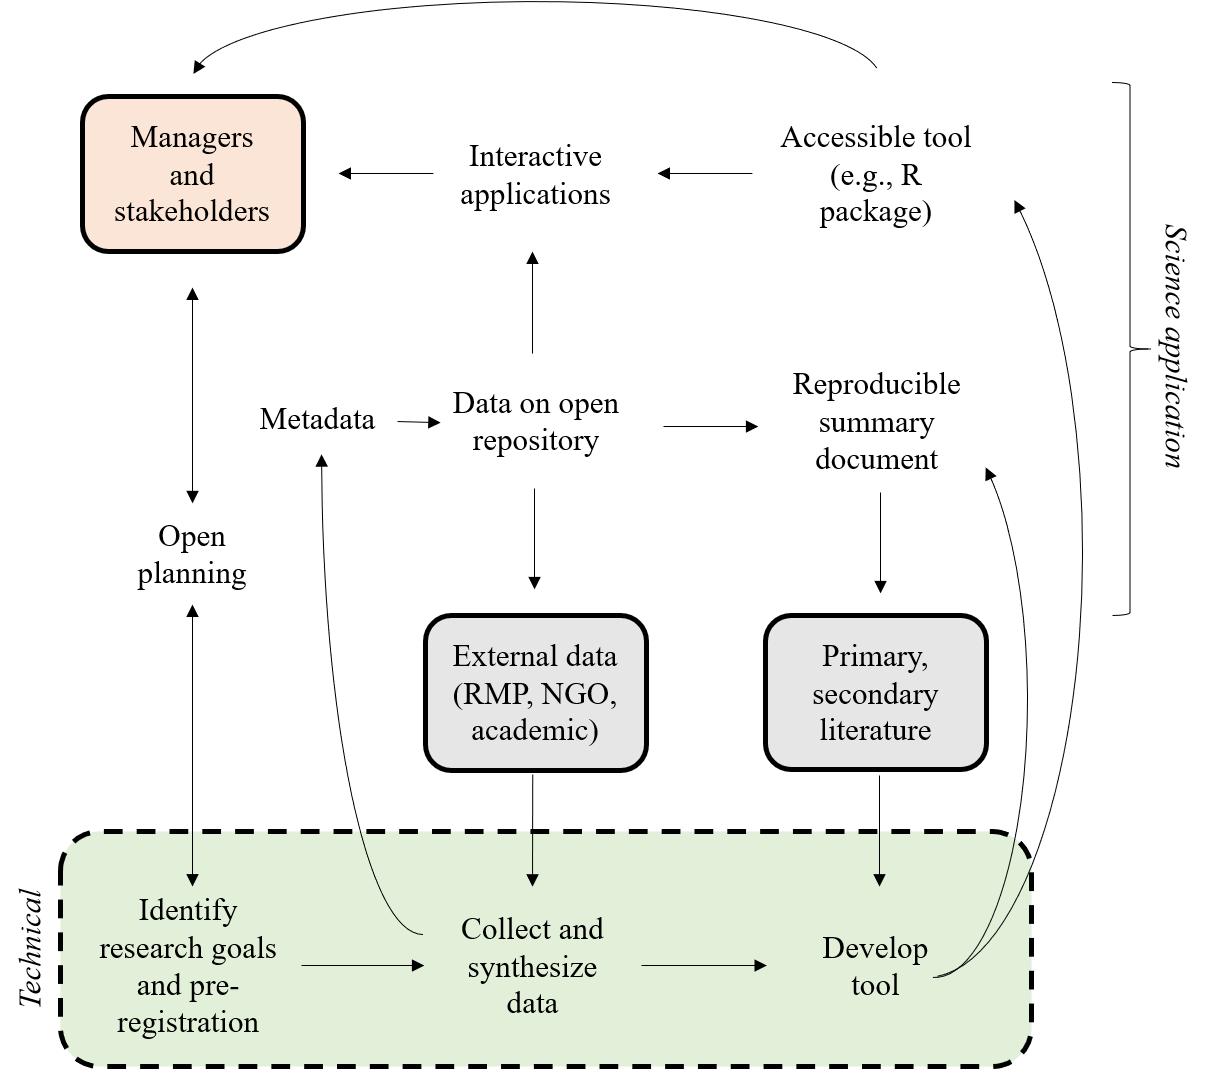 Managers
and
stakeholders
Interactive
applications
Accessible tool
(e.g., R
package)
Science application
Metadata
Data on open
repository
Reproducible
summary
document
Open
planning
External data
(RMP, NGO,
academic)
Primary,
secondary
literature
Technical
Identify
research goals
and pre-
registration
Collect and
synthesize
data
Develop
tool